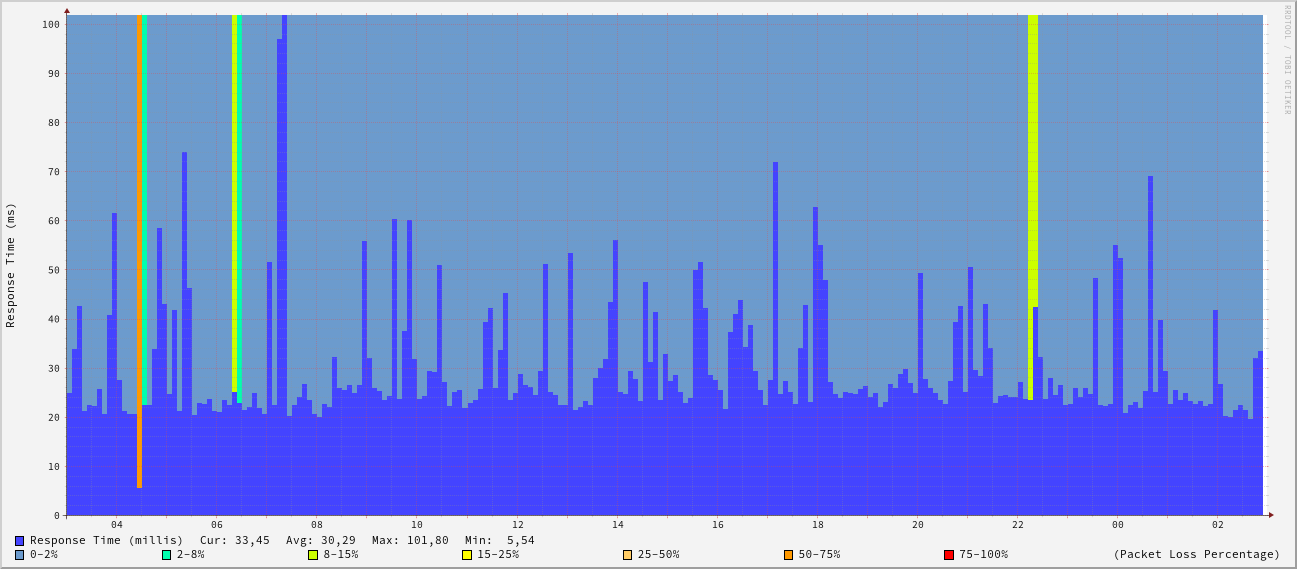 RRDTOOL / TOBI OETIKER
Response Time (ms)
100
90
80
70
60
50
40
30
20
10
0
04 06 08 10 12 14 16 18 20 22 00 02
Response Time (millis) Cur: 33,45 Avg: 30,29 Max: 101,80 Min: 5,54
0-2% 2-8% 8-15% 15-25% 25-50% 50-75% 75-100% (Packet Loss Percentage)